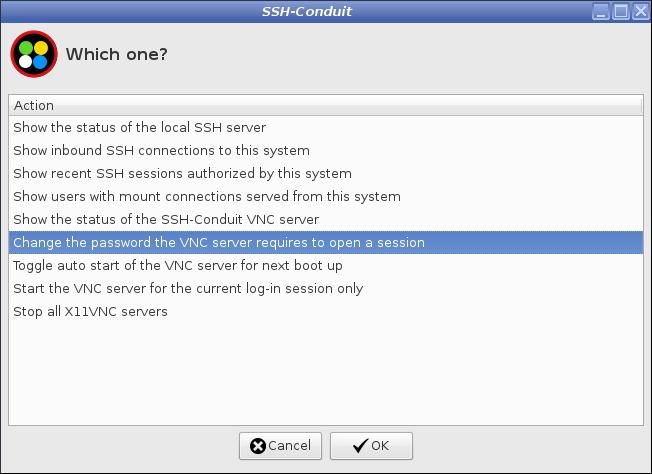 SSH-Conduit
Which one?
Action
Show the status of the local SSH server
Show inbound SSH connections to this system
Show recent SSH sessions authorized by this system
Show users with mount connections served from this system
Show the status of the SSH-Conduit VNC server
Change the password the VNC server requires to open a session
Toggle auto start of the VNC server for next boot up
Start the VNC server for the current log-in session only
Stop all X11VNC servers
Cancel OK